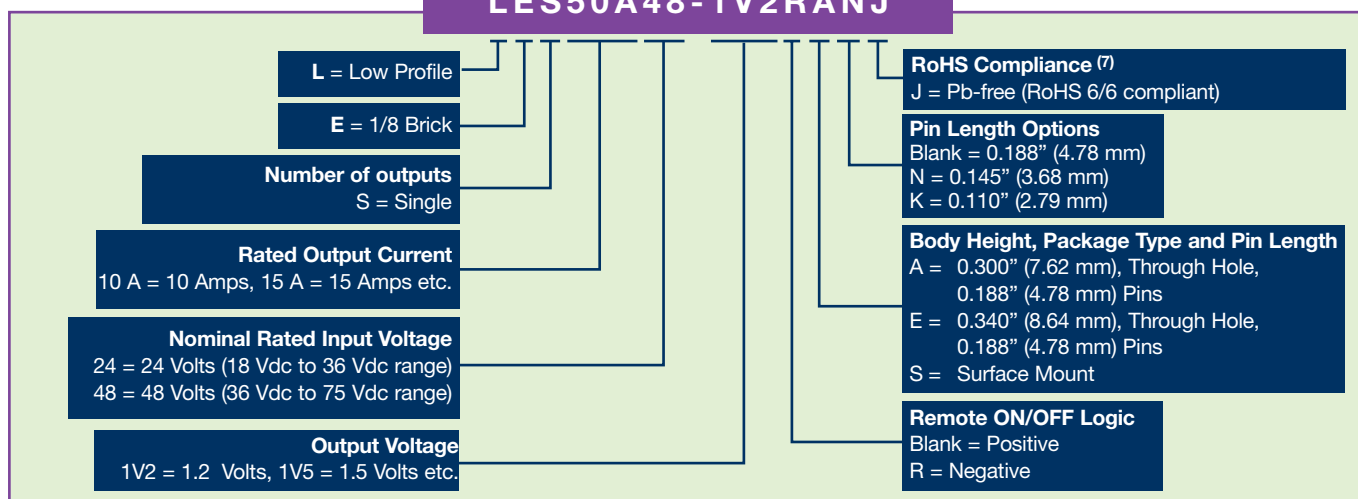 LES50A48-1V2RANJ
L = Low Profile
E = 1/8 Brick
Number of outputs
S = Single
Rated Output Current
10 A = 10 Amps, 15 A = 15 Amps etc.
Nominal Rated Input Voltage
24 = 24 Volts (18 Vdc to 36 Vdc range)
48 = 48 Volts (36 Vdc to 75 Vdc range)
Output Voltage
1V2 = 1.2 Volts, 1V5 = 1.5 Volts etc.
RoHS Compliance (7)
J = Pb-free (RoHS 6/6 compliant)
Pin Length Options
Blank = 0.188” (4.78 mm)
N = 0.145” (3.68 mm)
K = 0.110” (2.79 mm)
Body Height, Package Type and Pin Length
A = 0.300” (7.62 mm), Through Hole,
0.188” (4.78 mm) Pins
E = 0.340” (8.64 mm), Through Hole,
0.188” (4.78 mm) Pins
S = Surface Mount
Remote ON/OFF Logic
Blank = Positive
R = Negative